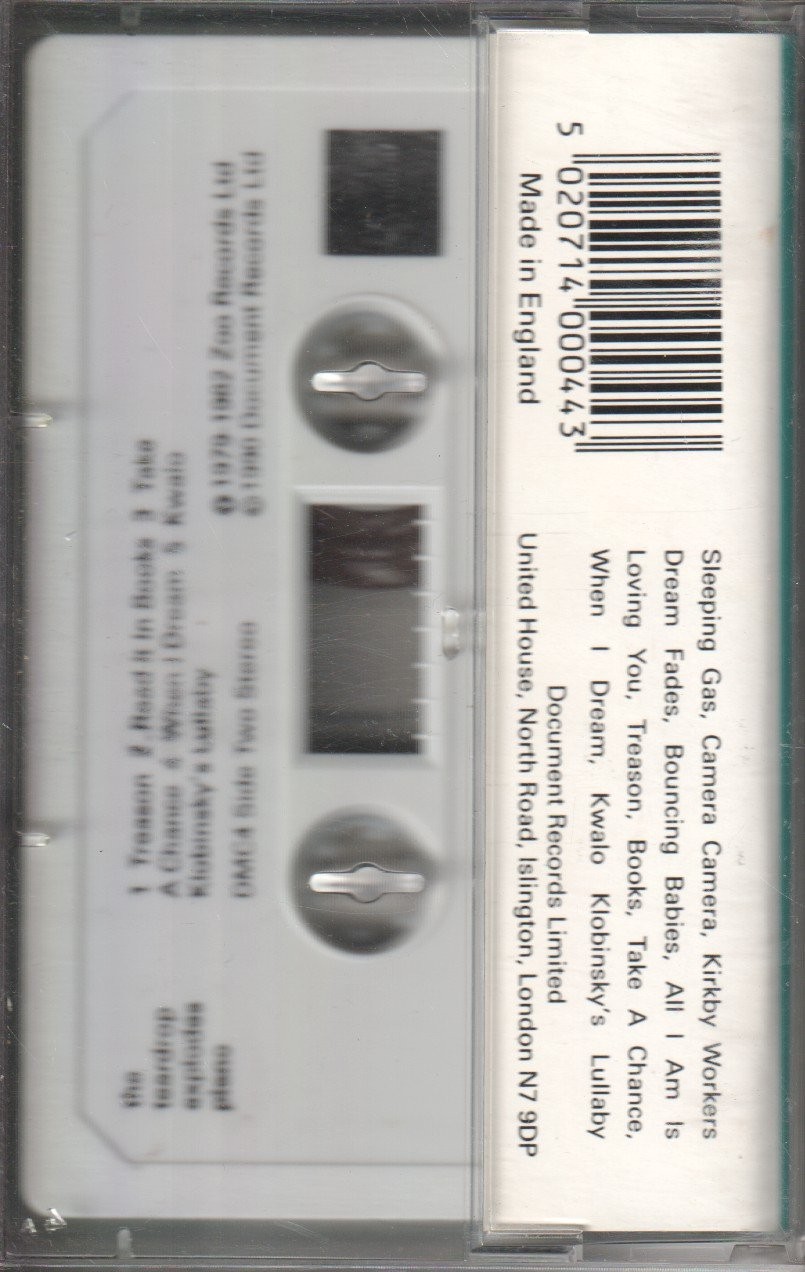 5 020714 000443
Made in England
Sleeping Gas, Camera Camera, Kirkby Workers
Dream Fades, Bouncing Babies, All I Am Is
Loving You, Treason, Books, Take A Chance,
When I Dream, Kwalo Klobinsky's Lullaby
Document Records Limited
United House, North Road, Islington, London N7 9DP
℗ 1979 1982 Zoo Records Ltd
© 1990 Document Records Ltd
1 Treason 2 Read it In Books 3 Take
A Chance 4 When I Dream 5 Kwalo
Klobinsky's Lullaby
DMC4 Side Two Stereo
the
teardrop
explodes
piano